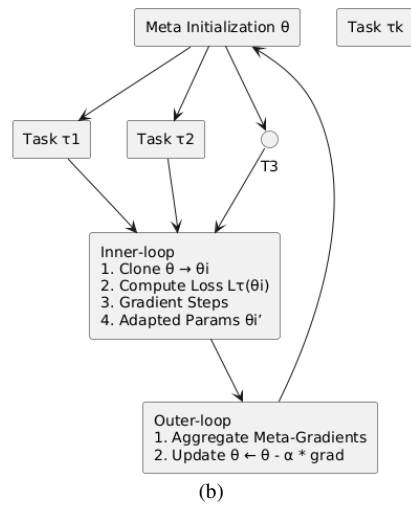 Meta Initialization θ
Task τk
Task τ1
Task τ2
T3
Inner-loop
1. Clone θ → θi
2. Compute Loss Lτ(θi)
3. Gradient Steps
4. Adapted Params θi’
Outer-loop
1. Aggregate Meta-Gradients
2. Update θ ← θ - α * grad
(b)